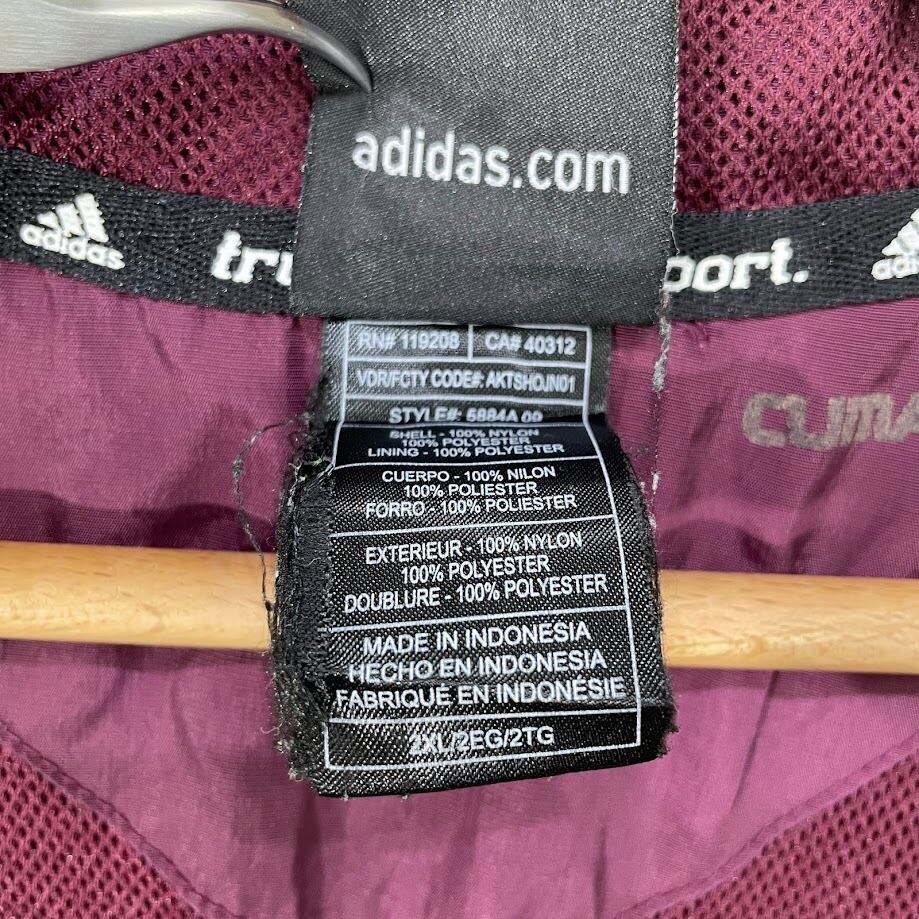 adidas.com
adidas
port.
adidas
RN# 119208 CA# 40312
VDR/FCTY CODE#: AKTSHOJN01
STYLE#: 5884A 09
SHELL - 100% NYLON
100% POLYESTER
LINING - 100% POLYESTER
CUERPO - 100% NILON
100% POLIESTER
FORRO - 100% POLIESTER
EXTERIEUR - 100% NYLON
100% POLYESTER
DOUBLURE - 100% POLYESTER
MADE IN INDONESIA
HECHO EN INDONESIA
FABRIQUÉ EN INDONÉSIE
2XL/2EG/2TG
CLIMA